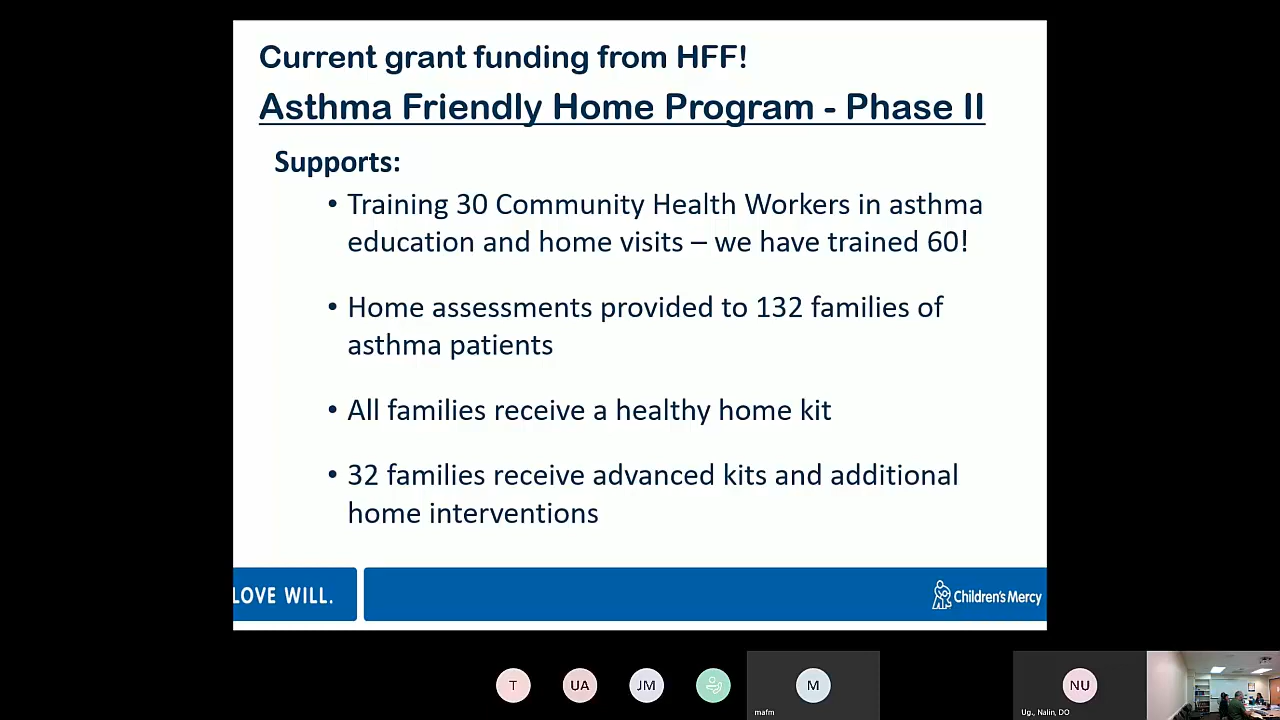 Current grant funding from HFF!
Asthma Friendly Home Program - Phase II
Supports:
• Training 30 Community Health Workers in asthma
education and home visits – we have trained 60!
• Home assessments provided to 132 families of
asthma patients
• All families receive a healthy home kit
• 32 families receive advanced kits and additional
home interventions
LOVE WILL.
Children's Mercy
T
UA
JM
M
NU
mafm
Ug., Nalin, DO